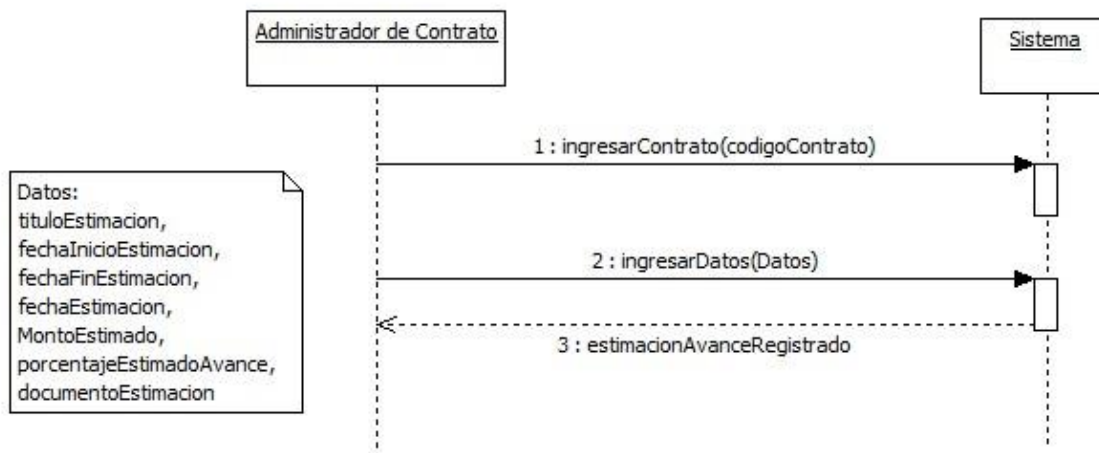 Administrador de Contrato
Sistema
1 : ingresarContrato(codigoContrato)
Datos:
tituloEstimacion,
fechaInicioEstimacion,
fechaFinEstimacion,
fechaEstimacion,
MontoEstimado,
porcentajeEstimadoAvance,
documentoEstimacion
2 : ingresarDatos(Datos)
3 : estimacionAvanceRegistrado